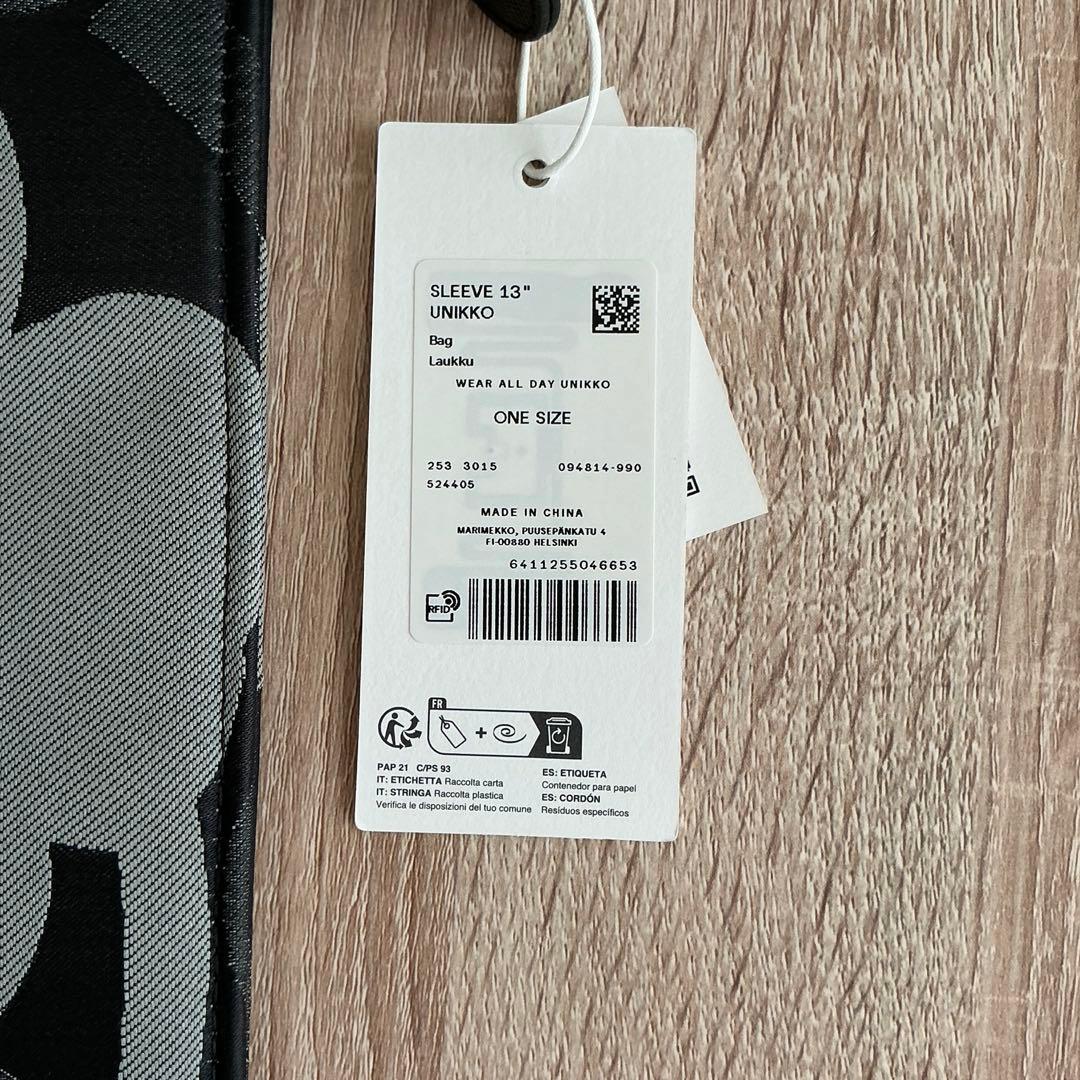 SLEEVE 13"
UNIKKO
Bag
Laukku
WEAR ALL DAY UNIKKO
ONE SIZE
253 3015 094814-990
524405
MADE IN CHINA
MARIMEKKO, PUUSEPÄNKATU 4
FI-00880 HELSINKI
6411255046653
RFID
FR
PAP 21 C/PS 93
IT: ETICHETTA Raccolta carta
IT: STRINGA Raccolta plastica
Verifica le disposizioni del tuo comune
ES: ETIQUETA
Contenedor para papel
ES: CORDÓN
Resíduos específicos